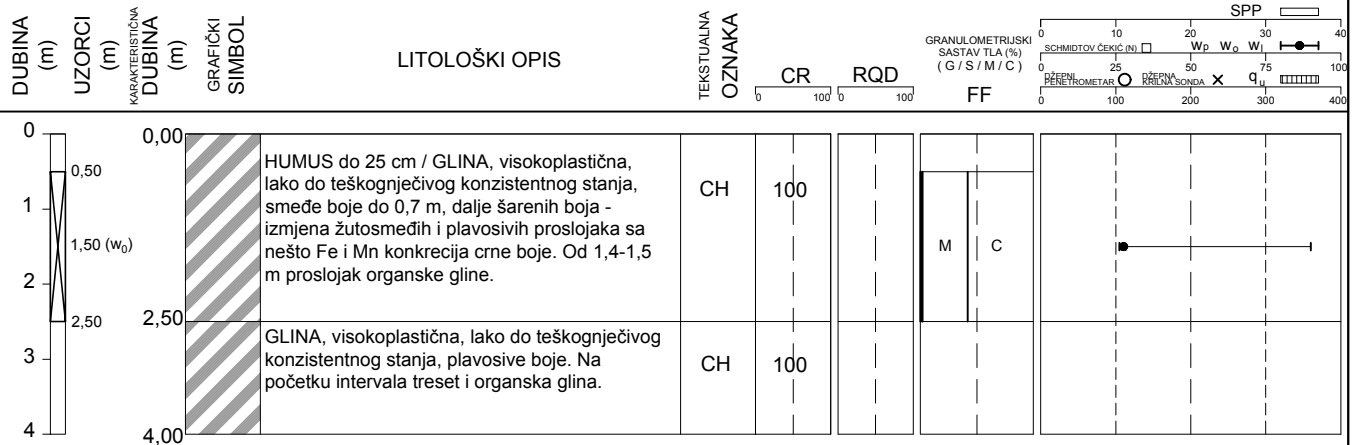 DUBINA (m)
UZORCI (m)
KARAKTERISTIČNA
DUBINA (m)
GRAFIČKI
SIMBOL
LITOLOŠKI OPIS
TEKSTUALNA
OZNAKA
CR
0 100
RQD
0 100
GRANULOMETRIJSKI
SASTAV TLA (%)
( G / S / M / C )
FF
SPP
0 10 20 30 40
SCHMIDTOV ČEKIĆ (N) Wp Wo Wl
0 25 50 75 100
DŽEPNI
PENETROMETAR
DŽEPNA
KRILNA SONDA
qu
0 100 200 300 400
0
1
2
3
4
0,50
1,50 (w0)
2,50
0,00
2,50
4,00
HUMUS do 25 cm / GLINA, visokoplastična,
lako do teškognječivog konzistentnog stanja,
smeđe boje do 0,7 m, dalje šarenih boja -
izmjena žutosmeđih i plavosivih proslojaka sa
nešto Fe i Mn konkrecija crne boje. Od 1,4-1,5
m proslojak organske gline.
CH
100
M
C
GLINA, visokoplastična, lako do teškognječivog
konzistentnog stanja, plavosive boje. Na
početku intervala treset i organska glina.
CH
100